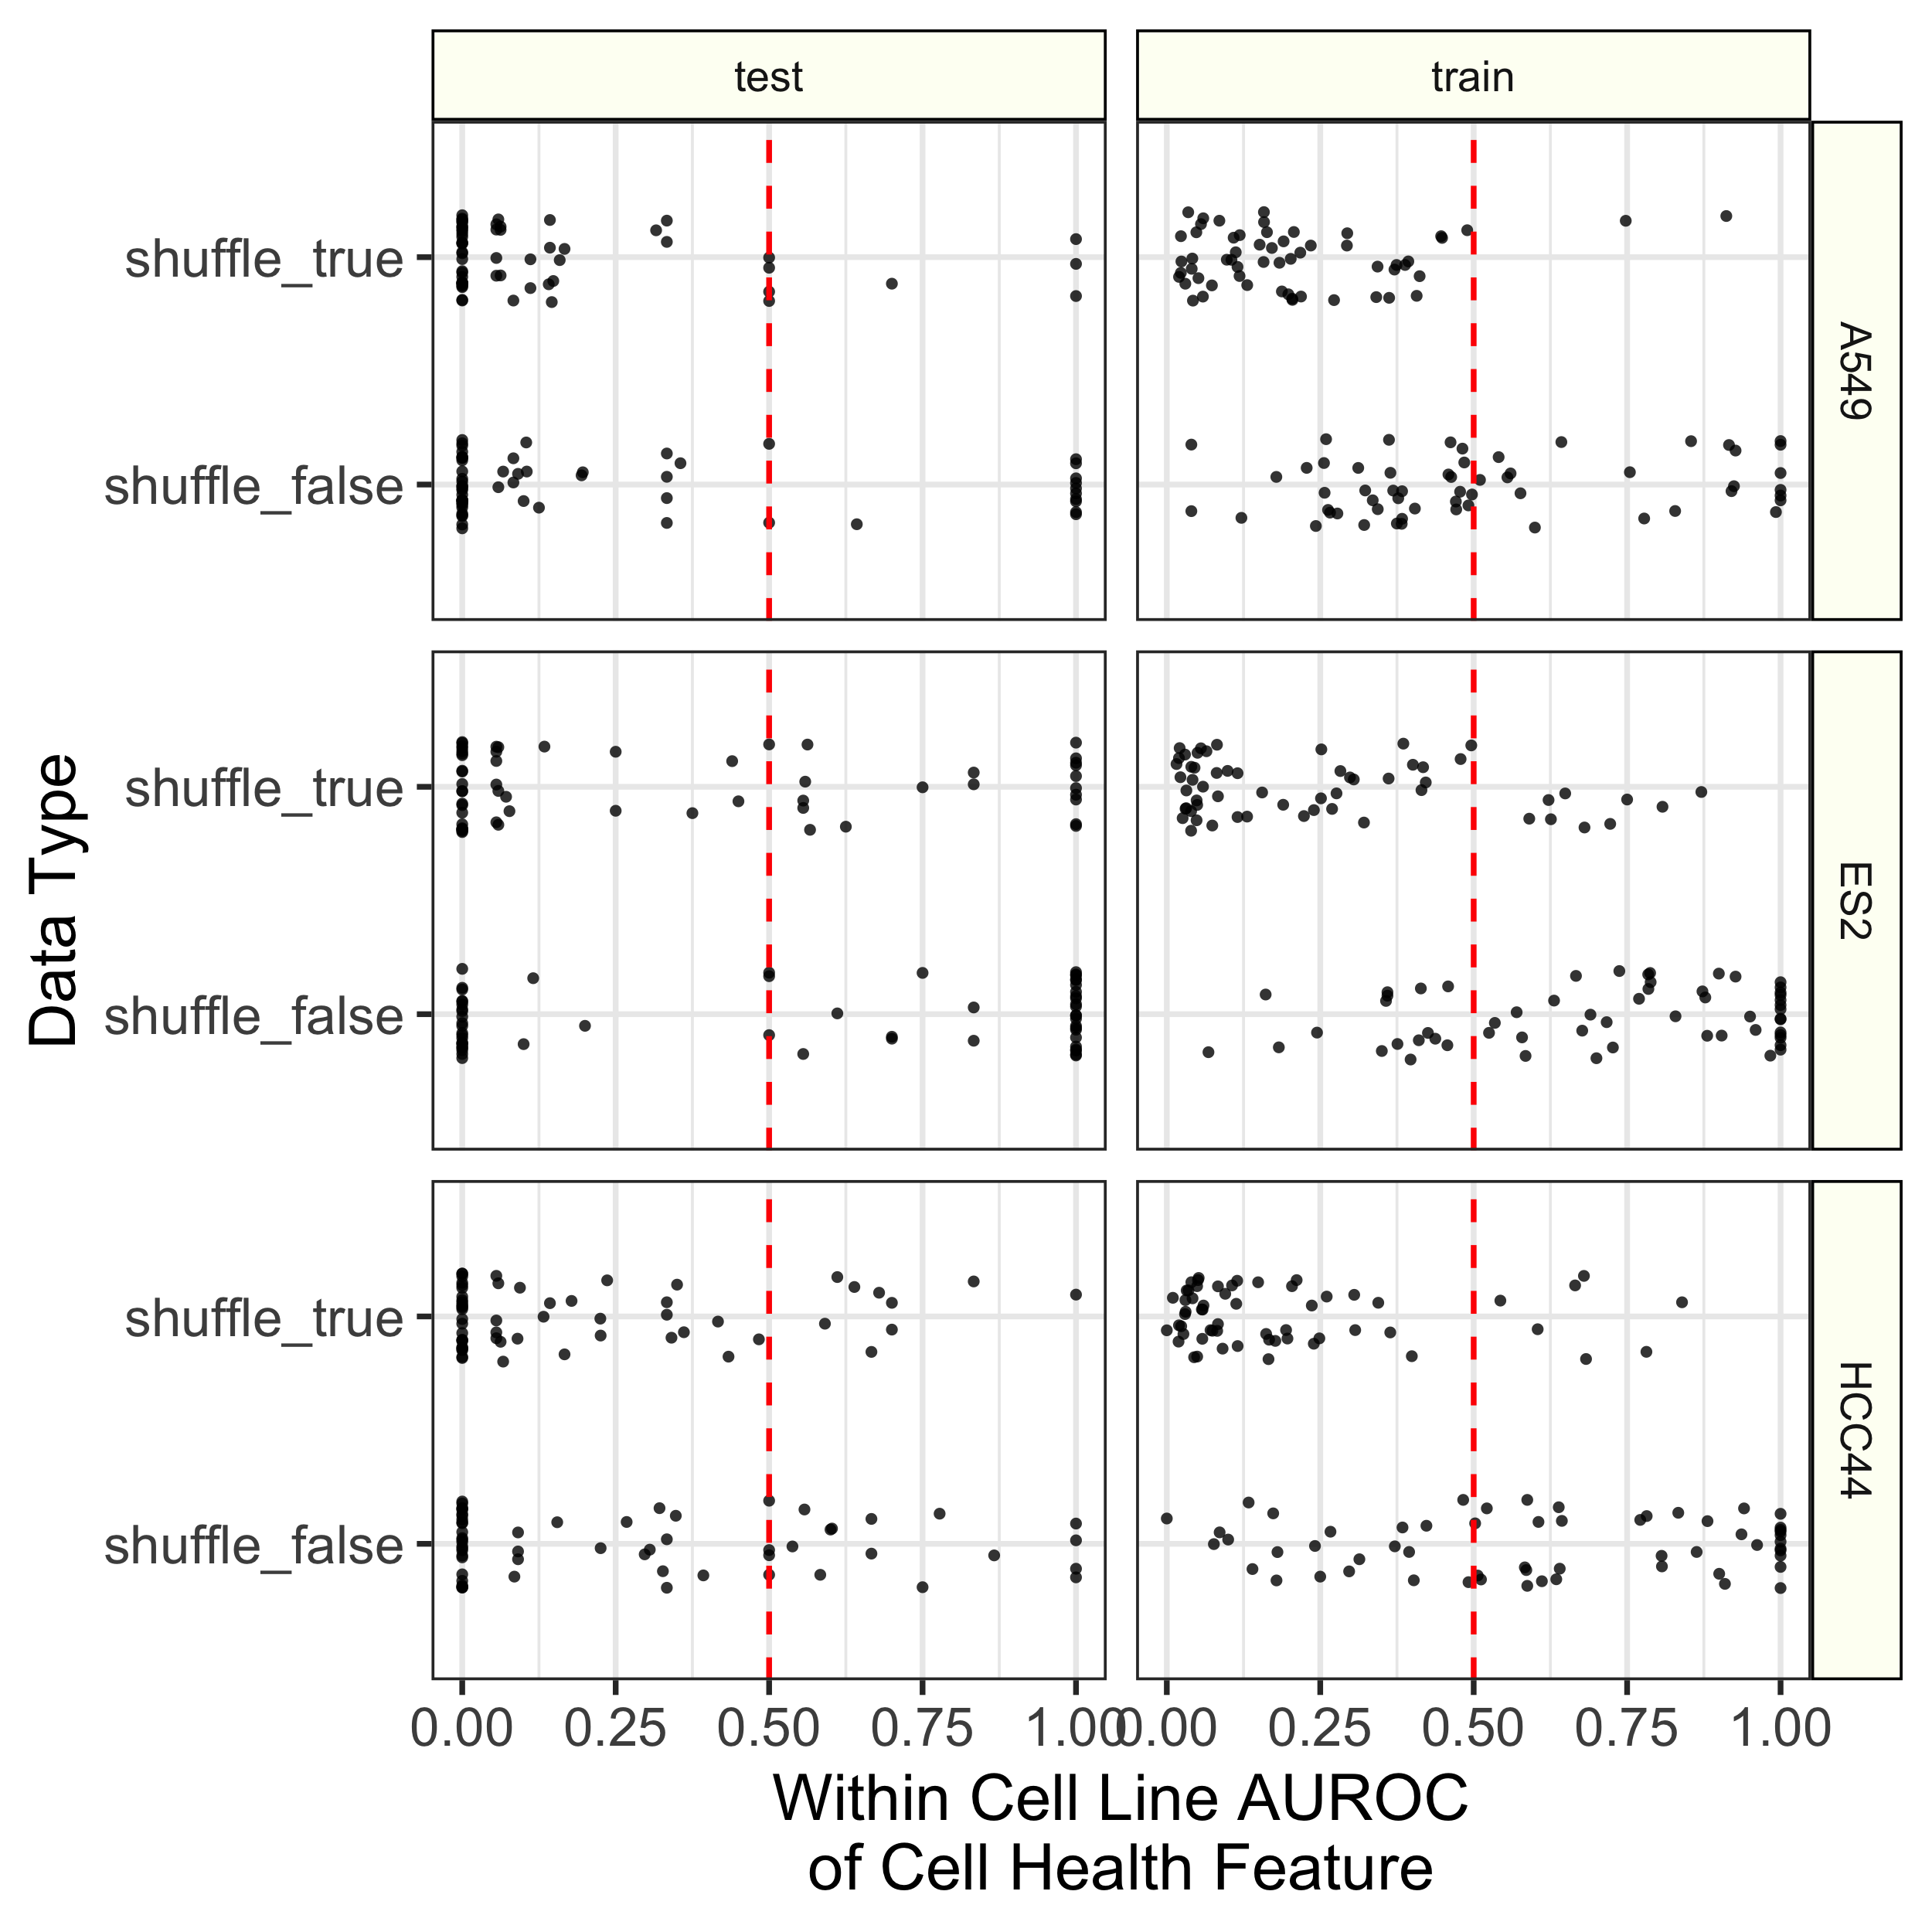 test
train
shuffle_true
shuffle_false
A549
shuffle_true
shuffle_false
ES2
shuffle_true
shuffle_false
HCC44
Data Type
0.00 0.25 0.50 0.75 1.00 0.00 0.25 0.50 0.75 1.00
Within Cell Line AUROC
of Cell Health Feature